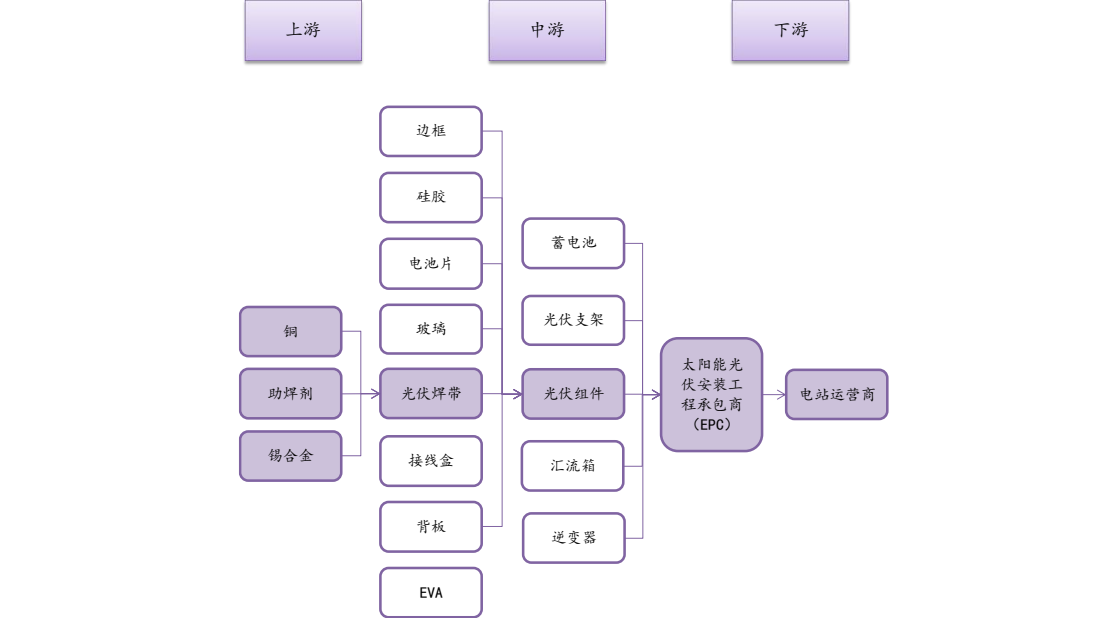 上游
中游
下游
边框
硅胶
电池片
玻璃
光伏焊带
接线盒
背板
EVA
铜
助焊剂
锡合金
蓄电池
光伏支架
光伏组件
汇流箱
逆变器
太阳能光
伏安装工
程承包商
（EPC）
电站运营商